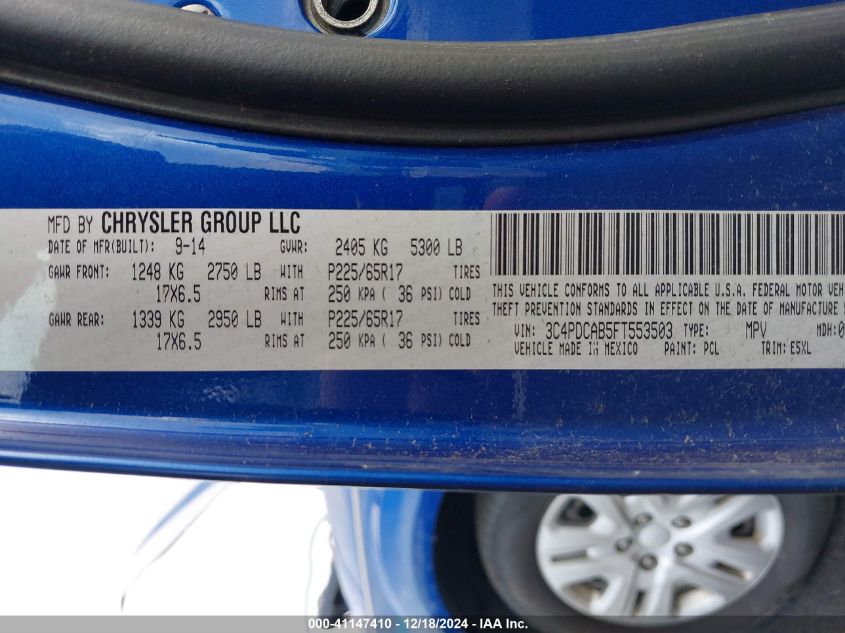 MFD BY CHRYSLER GROUP LLC
DATE OF MFR(BUILT): 9-14 GVWR: 2405 KG 5300 LB
GAWR FRONT: 1248 KG 2750 LB WITH P225/65R17 TIRES
17X6.5 RIMS AT 250 KPA ( 36 PSI) COLD
GAWR REAR: 1339 KG 2950 LB WITH P225/65R17 TIRES
17X6.5 RIMS AT 250 KPA ( 36 PSI) COLD
THIS VEHICLE CONFORMS TO ALL APPLICABLE U.S.A. FEDERAL MOTOR
THEFT PREVENTION STANDARDS IN EFFECT ON THE DATE OF MANUFACTURE
VIN: 3C4PDCAB5FT553503 TYPE: MPV MDH:0
VEHICLE MADE IN MEXICO PAINT: PCL TRIM: E5XL
000-41147410 - 12/18/2024 - IAA Inc.